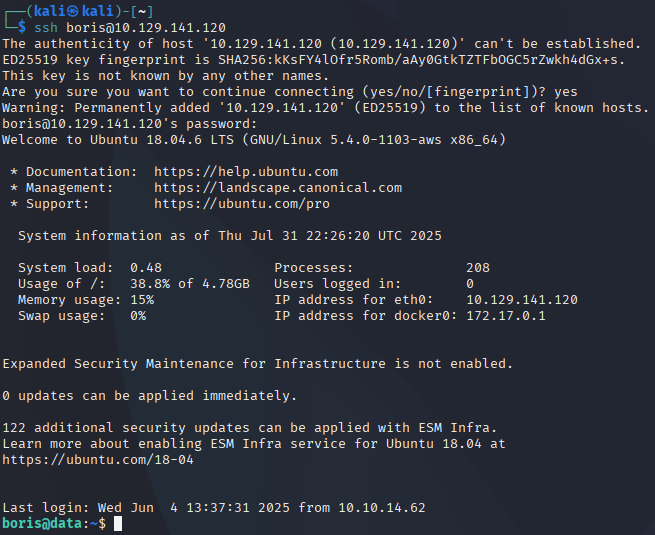 ┌──(kali㉿kali)-[~]
└─$ ssh boris@10.129.141.120
The authenticity of host '10.129.141.120 (10.129.141.120)' can't be established.
ED25519 key fingerprint is SHA256:kKsFY4lOfr5Romb/aAy0GtkTZTFbOGC5rZwkh4dGx+s.
This key is not known by any other names.
Are you sure you want to continue connecting (yes/no/[fingerprint])? yes
Warning: Permanently added '10.129.141.120' (ED25519) to the list of known hosts.
boris@10.129.141.120's password:
Welcome to Ubuntu 18.04.6 LTS (GNU/Linux 5.4.0-1103-aws x86_64)
* Documentation:  https://help.ubuntu.com
* Management:     https://landscape.canonical.com
* Support:        https://ubuntu.com/pro
System information as of Thu Jul 31 22:26:20 UTC 2025
System load:  0.48              Processes:              208
Usage of /:   38.8% of 4.78GB   Users logged in:        0
Memory usage: 15%               IP address for eth0:    10.129.141.120
Swap usage:   0%                IP address for docker0: 172.17.0.1
Expanded Security Maintenance for Infrastructure is not enabled.
0 updates can be applied immediately.
122 additional security updates can be applied with ESM Infra.
Learn more about enabling ESM Infra service for Ubuntu 18.04 at
https://ubuntu.com/18-04
Last login: Wed Jun  4 13:37:31 2025 from 10.10.14.62
boris@data:~$